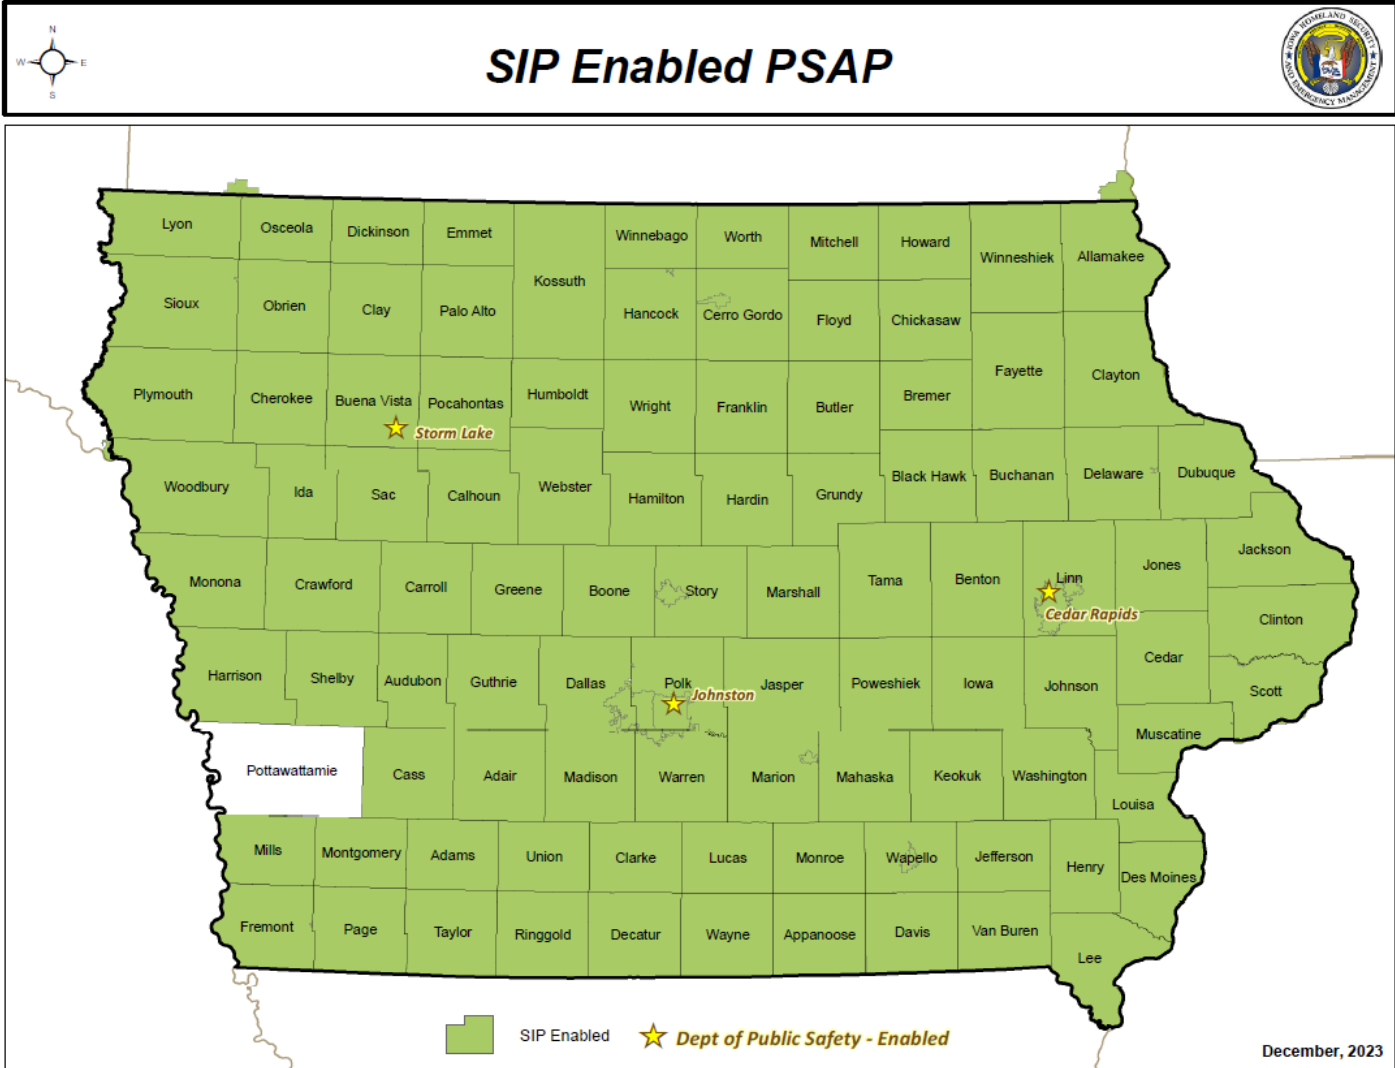 N
W
E
S
SIP Enabled PSAP
IOWA HOMELAND SECURITY
AND EMERGENCY MANAGEMENT
Lyon
Osceola
Dickinson
Emmet
Kossuth
Winnebago
Worth
Mitchell
Howard
Winneshiek
Allamakee
Sioux
Obrien
Clay
Palo Alto
Hancock
Cerro Gordo
Floyd
Chickasaw
Fayette
Clayton
Plymouth
Cherokee
Buena Vista
Pocahontas
Humboldt
Wright
Franklin
Butler
Bremer
Storm Lake
Woodbury
Ida
Sac
Calhoun
Webster
Hamilton
Hardin
Grundy
Black Hawk
Buchanan
Delaware
Dubuque
Monona
Crawford
Carroll
Greene
Boone
Story
Marshall
Tama
Benton
Linn
Jones
Jackson
Cedar Rapids
Clinton
Harrison
Shelby
Audubon
Guthrie
Dallas
Polk
Johnston
Jasper
Poweshiek
Iowa
Johnson
Cedar
Scott
Muscatine
Pottawattamie
Cass
Adair
Madison
Warren
Marion
Mahaska
Keokuk
Washington
Louisa
Mills
Montgomery
Adams
Union
Clarke
Lucas
Monroe
Wapello
Jefferson
Henry
Des Moines
Fremont
Page
Taylor
Ringgold
Decatur
Wayne
Appanoose
Davis
Van Buren
Lee
SIP Enabled
Dept of Public Safety - Enabled
December, 2023